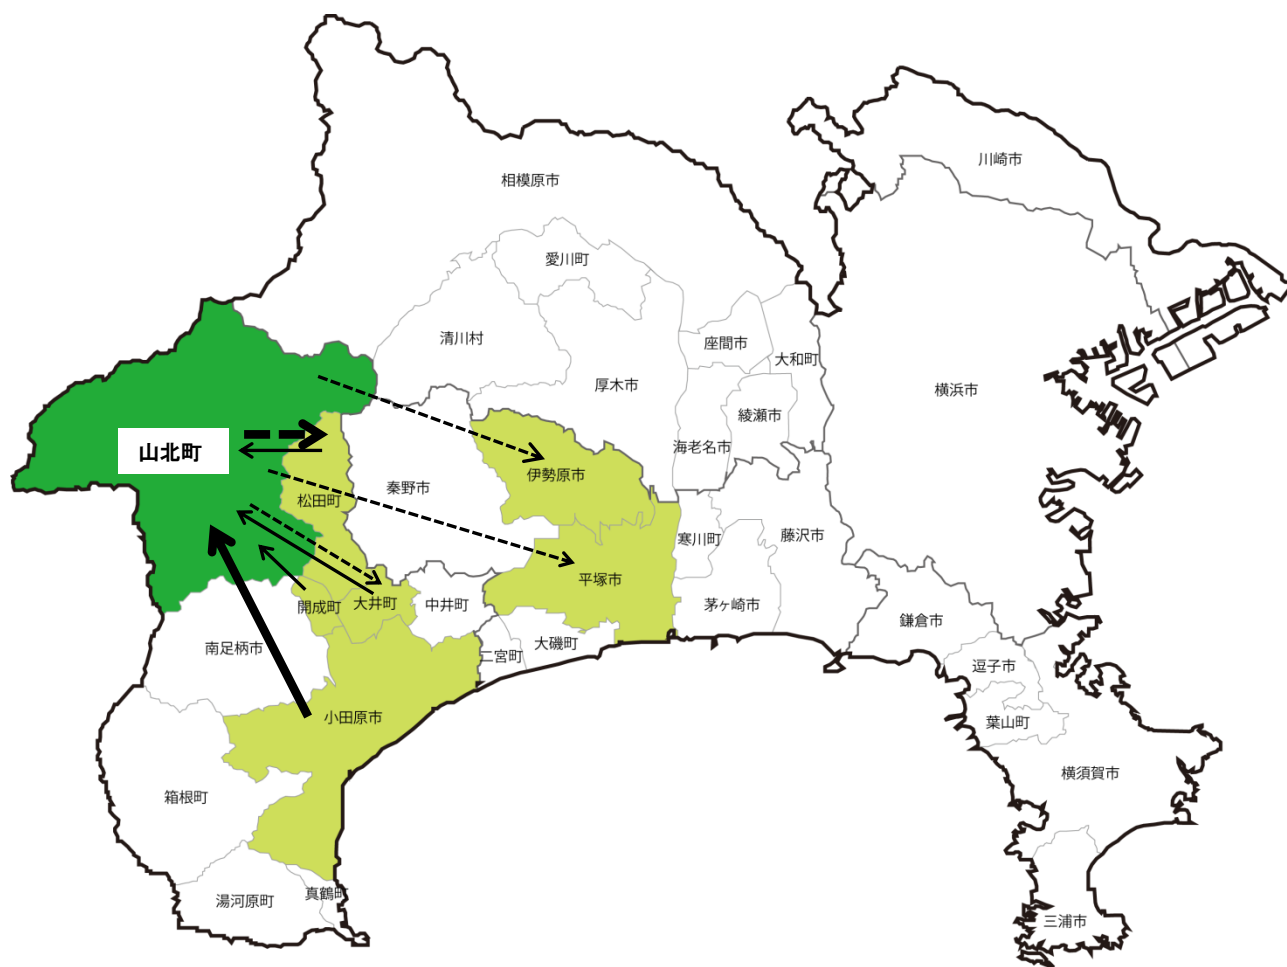 川崎市
相模原市
愛川町
清川村
座間市
大和町
厚木市
横浜市
綾瀬市
山北町
海老名市
伊勢原市
秦野市
松田町
寒川町
藤沢市
平塚市
開成町
大井町
中井町
茅ヶ崎市
鎌倉市
南足柄市
大磯町
二宮町
逗子市
小田原市
葉山町
横須賀市
箱根町
真鶴町
湯河原町
三浦市